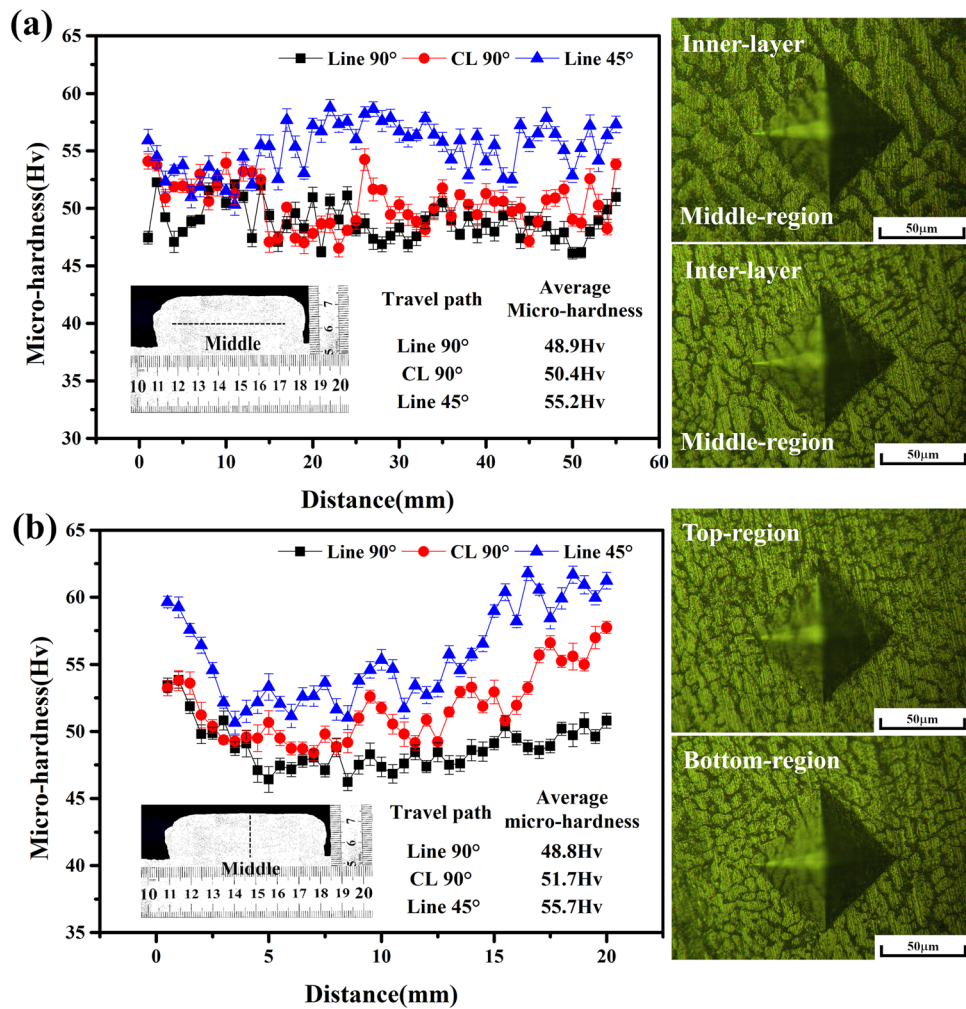 (a)
65
60
55
50
45
40
35
30
Micro-hardness(Hv)
Line 90° CL 90° Line 45°
Travel path Average Micro-hardness
Line 90° 48.9Hv
CL 90° 50.4Hv
Line 45° 55.2Hv
Middle
5 6 7
10 11 12 13 14 15 16 17 18 19 20
0 10 20 30 40 50 60
Distance(mm)
Inner-layer
Middle-region
50μm
Inter-layer
Middle-region
50μm
(b)
65
60
55
50
45
40
35
Micro-hardness(Hv)
Line 90° CL 90° Line 45°
Travel path Average micro-hardness
Line 90° 48.8Hv
CL 90° 51.7Hv
Line 45° 55.7Hv
Middle
5 6 7
10 11 12 13 14 15 16 17 18 19 20
0 5 10 15 20
Distance(mm)
Top-region
50μm
Bottom-region
50μm